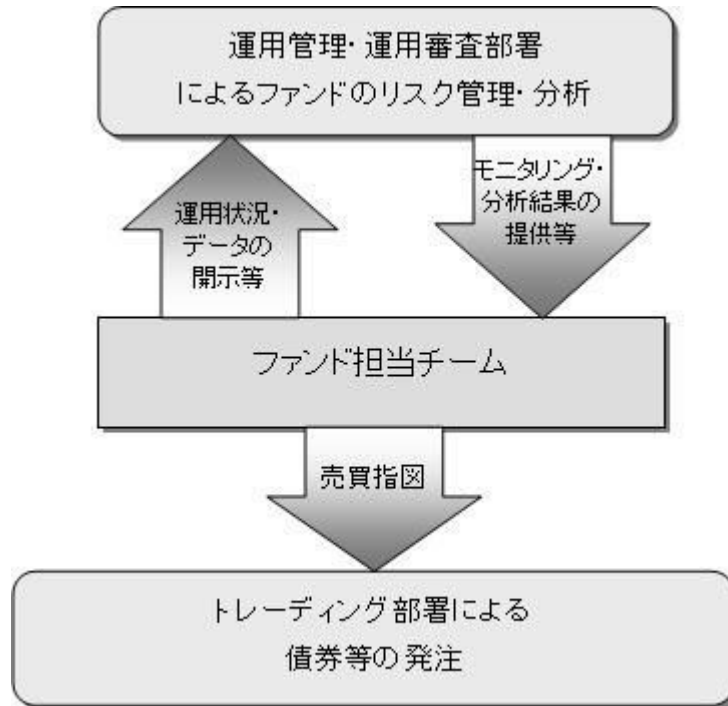 運用管理・運用審査部署
によるファンドのリスク管理・分析
運用状況・
データの
開示等
モニタリング・
分析結果の
提供等
ファンド担当チーム
売買指図
トレーディング部署による
債券等の発注